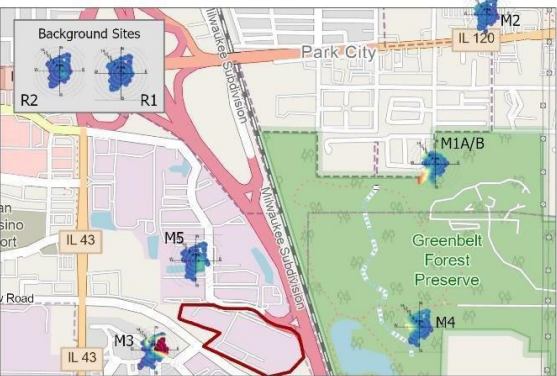 Background Sites
R2
R1
M2
IL 120
Park City
Milwaukee Subdivision
M1A/B
Milwaukee Subdivision
IL 43
M5
Greenbelt
Forest
Preserve
Road
M3
M4
IL 43